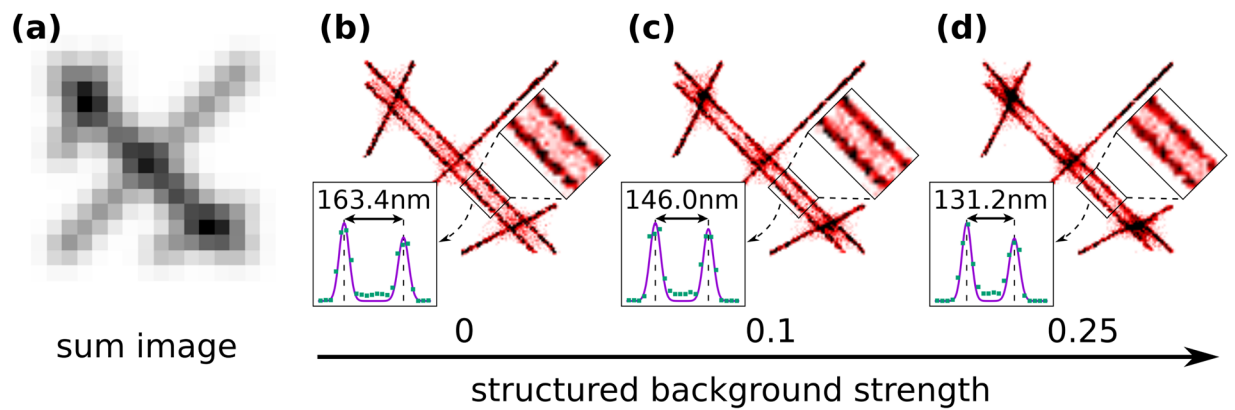 (a)
(b)
(c)
(d)
163.4nm
146.0nm
131.2nm
sum image
0
0.1
0.25
structured background strength